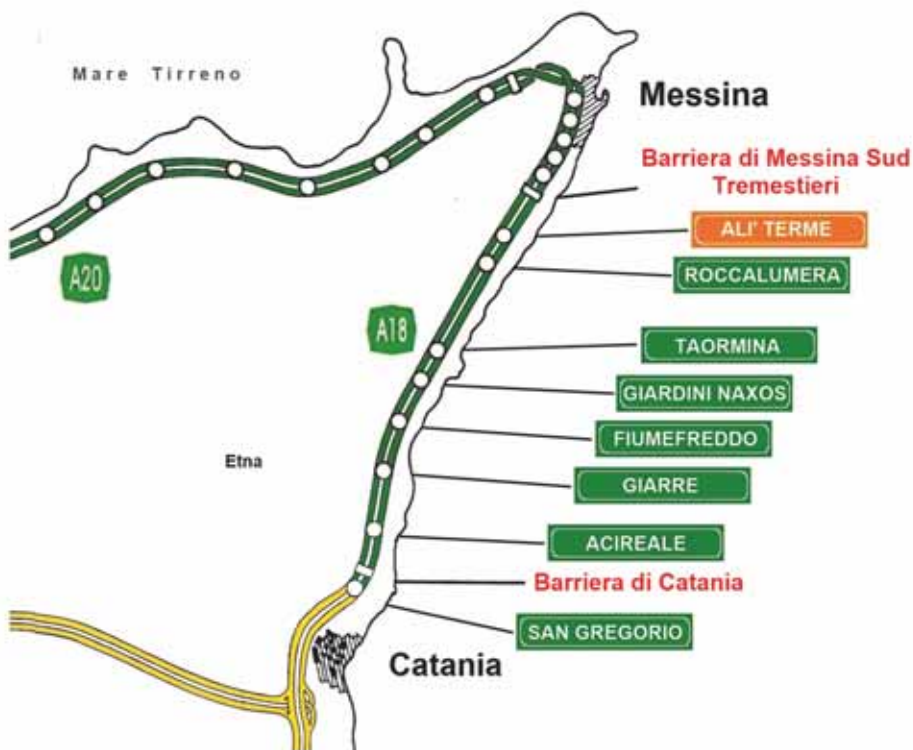 Mare Tirreno
Messina
Barriera di Messina Sud
Tremestieri
ALI' TERME
ROCCALUMERA
A20
A18
TAORMINA
GIARDINI NAXOS
FIUMEFREDDO
Etna
GIARRE
ACIREALE
Barriera di Catania
SAN GREGORIO
Catania